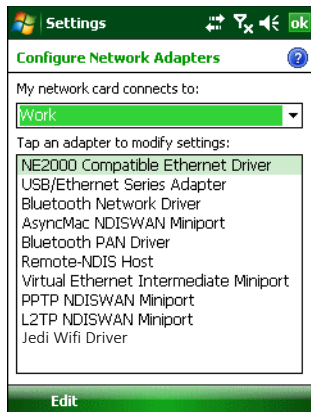 Settings
ok
Configure Network Adapters
?
My network card connects to:
Work
Tap an adapter to modify settings:
NE2000 Compatible Ethernet Driver
USB/Ethernet Series Adapter
Bluetooth Network Driver
AsyncMac NDISWAN Miniport
Bluetooth PAN Driver
Remote-NDIS Host
Virtual Ethernet Intermediate Miniport
PPTP NDISWAN Miniport
L2TP NDISWAN Miniport
Jedi Wifi Driver
Edit